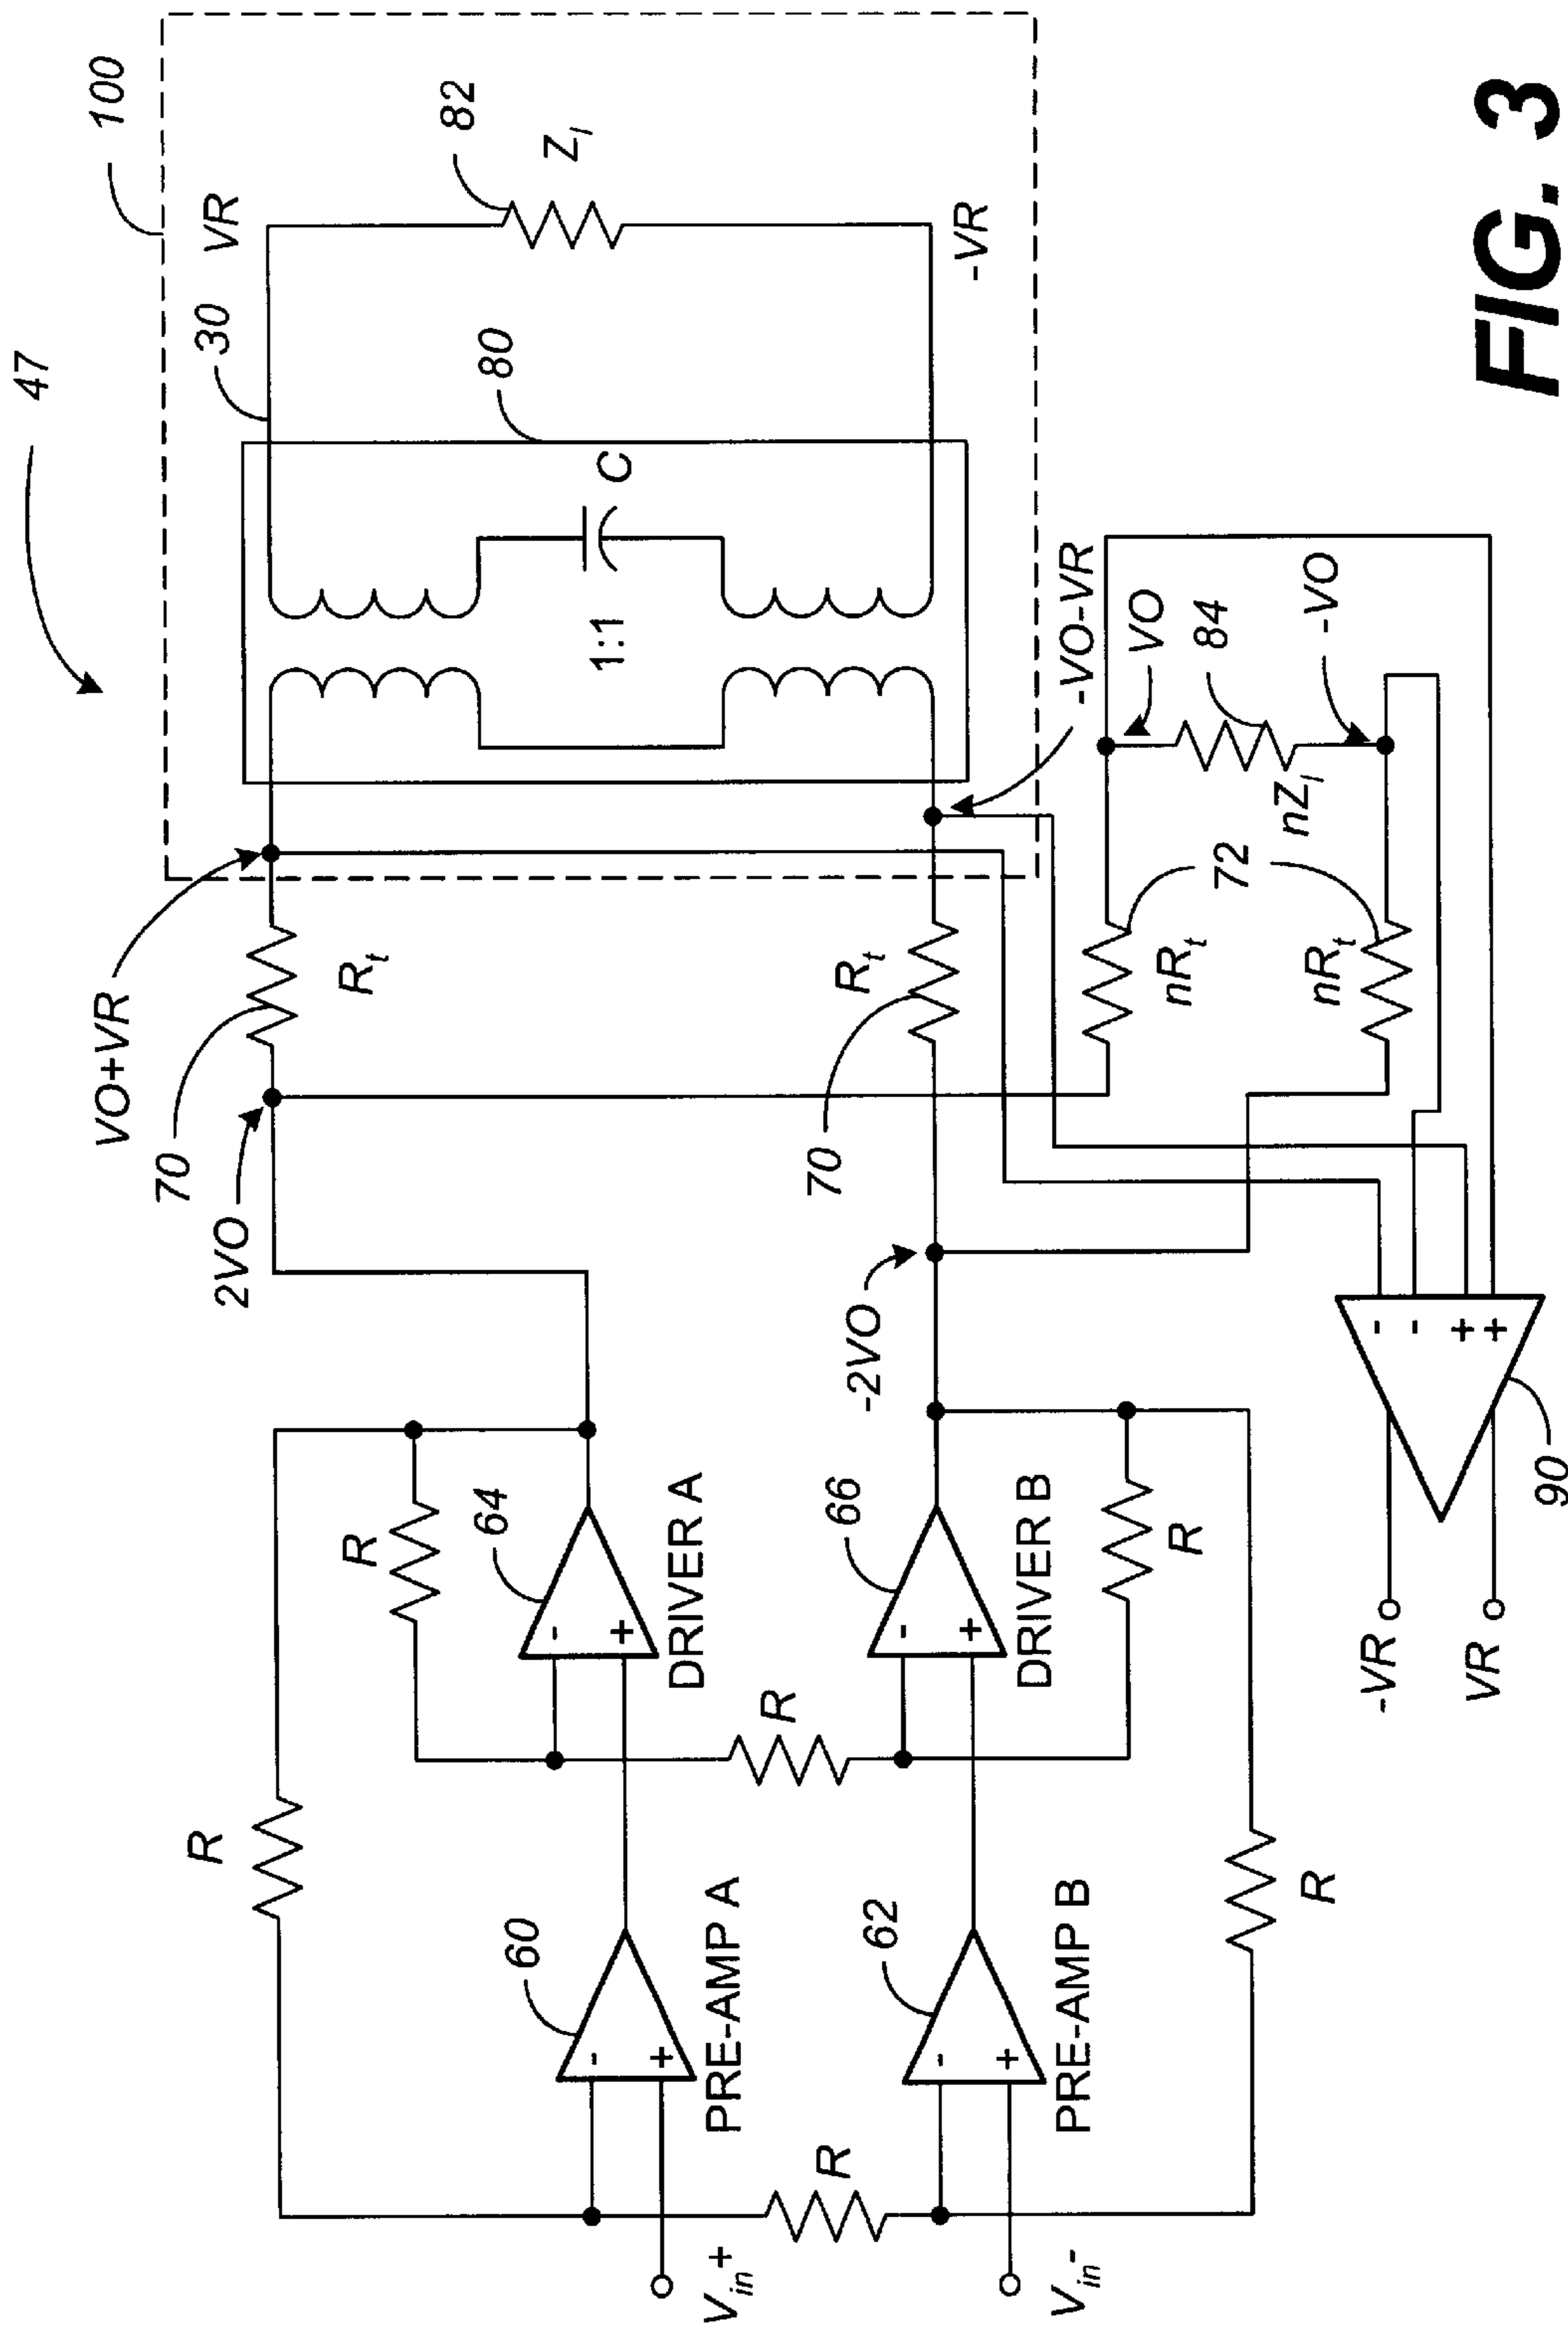 47
100
VR
30
80
82
Z_l
C
1:1
-VR
VO+VR
70
R_t
2VO
-VO-VR
VO
84
-VO
nZ_l
72
nR_t
nR_t
R_t
70
-2VO
R
R
64
-
+
DRIVER A
R
66
-
+
DRIVER B
R
60
-
+
PRE-AMP A
R
62
-
+
PRE-AMP B
R
V_in+
V_in-
-
-
+
+
90
-VR
VR
FIG. 3